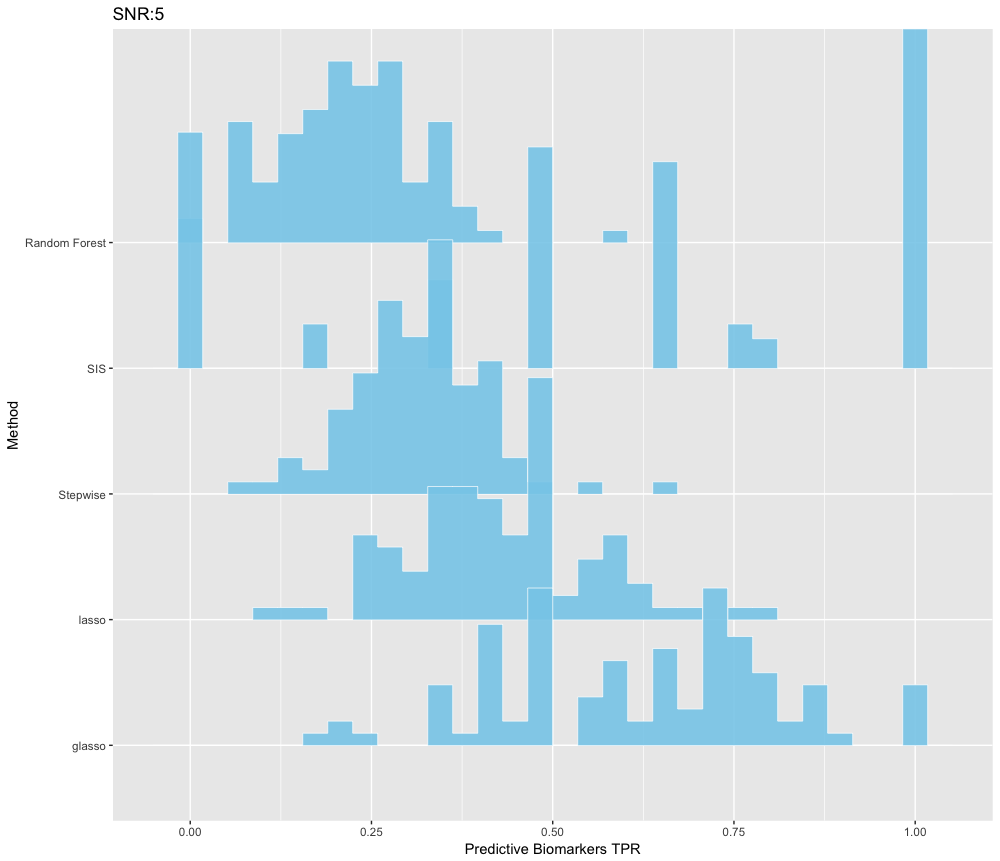 SNR:5
Method
Random Forest
SIS
Stepwise
lasso
glasso
0.00 0.25 0.50 0.75 1.00
Predictive Biomarkers TPR